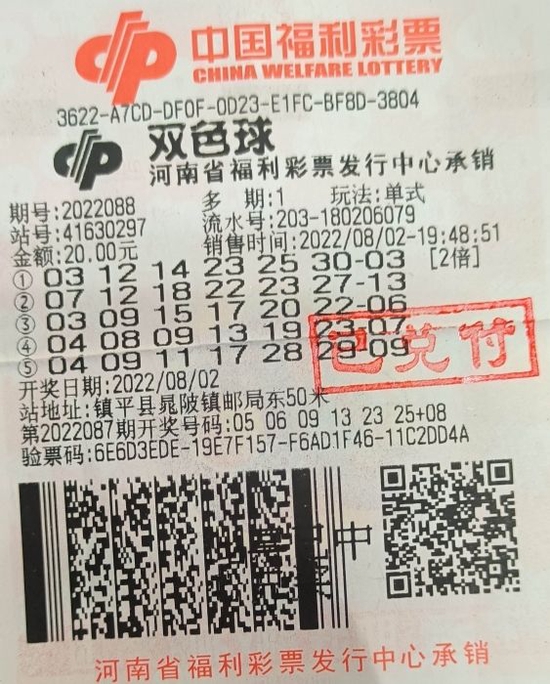 中国福利彩票
CHINA WELFARE LOTTERY
3622-A7CD-DF0F-0D23-E1FC-BF8D-3804
双色球
河南省福利彩票发行中心承销
期号:2022088 多 期:1 玩法:单式
站号:41630297 流水号:203-180206079
金额:20.00元 销售时间:2022/08/02-19:48:51
① 03 12 14 23 25 30-03 [2倍]
② 07 12 18 22 23 27-13
③ 03 09 15 17 20 22-06
④ 04 08 09 13 19 23-07
⑤ 04 09 11 17 28 29-09
已兑付
开奖日期:2022/08/02
站地址:镇平县晁陂镇邮局东50米
第2022087期开奖号码:05 06 09 13 23 25+08
验票码:6E6D3EDE-19E7F157-F6AD1F46-11C2DD4A
河南省福利彩票发行中心承销